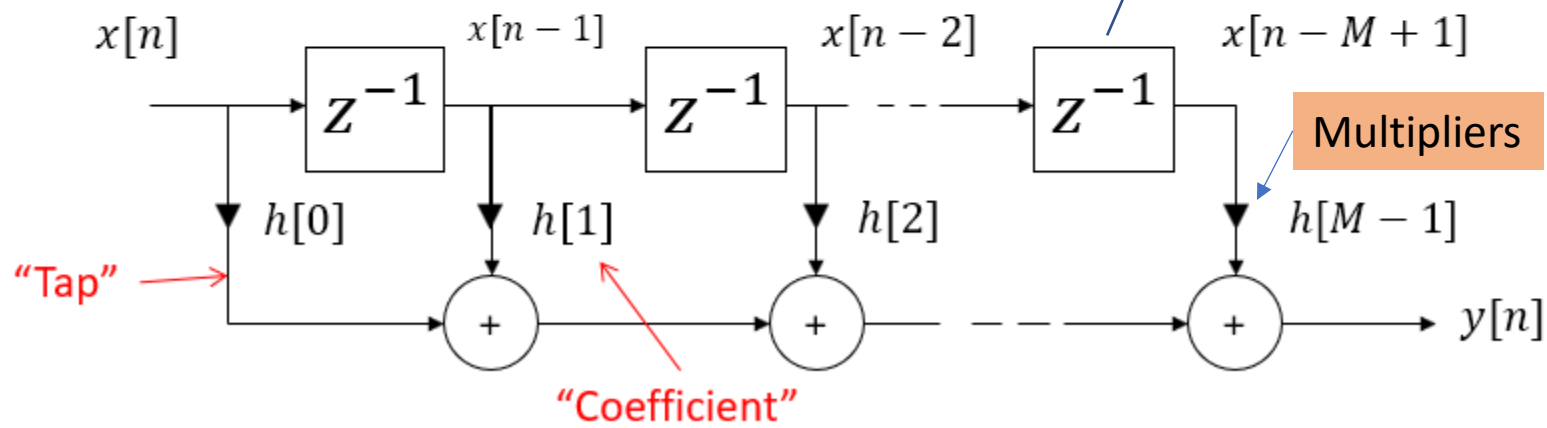 x[n] x[n − 1] x[n − 2] x[n − M + 1]
z⁻¹ z⁻¹ z⁻¹
Multipliers
h[0] h[1] h[2] h[M − 1]
“Tap”
+ + +
y[n]
“Coefficient”